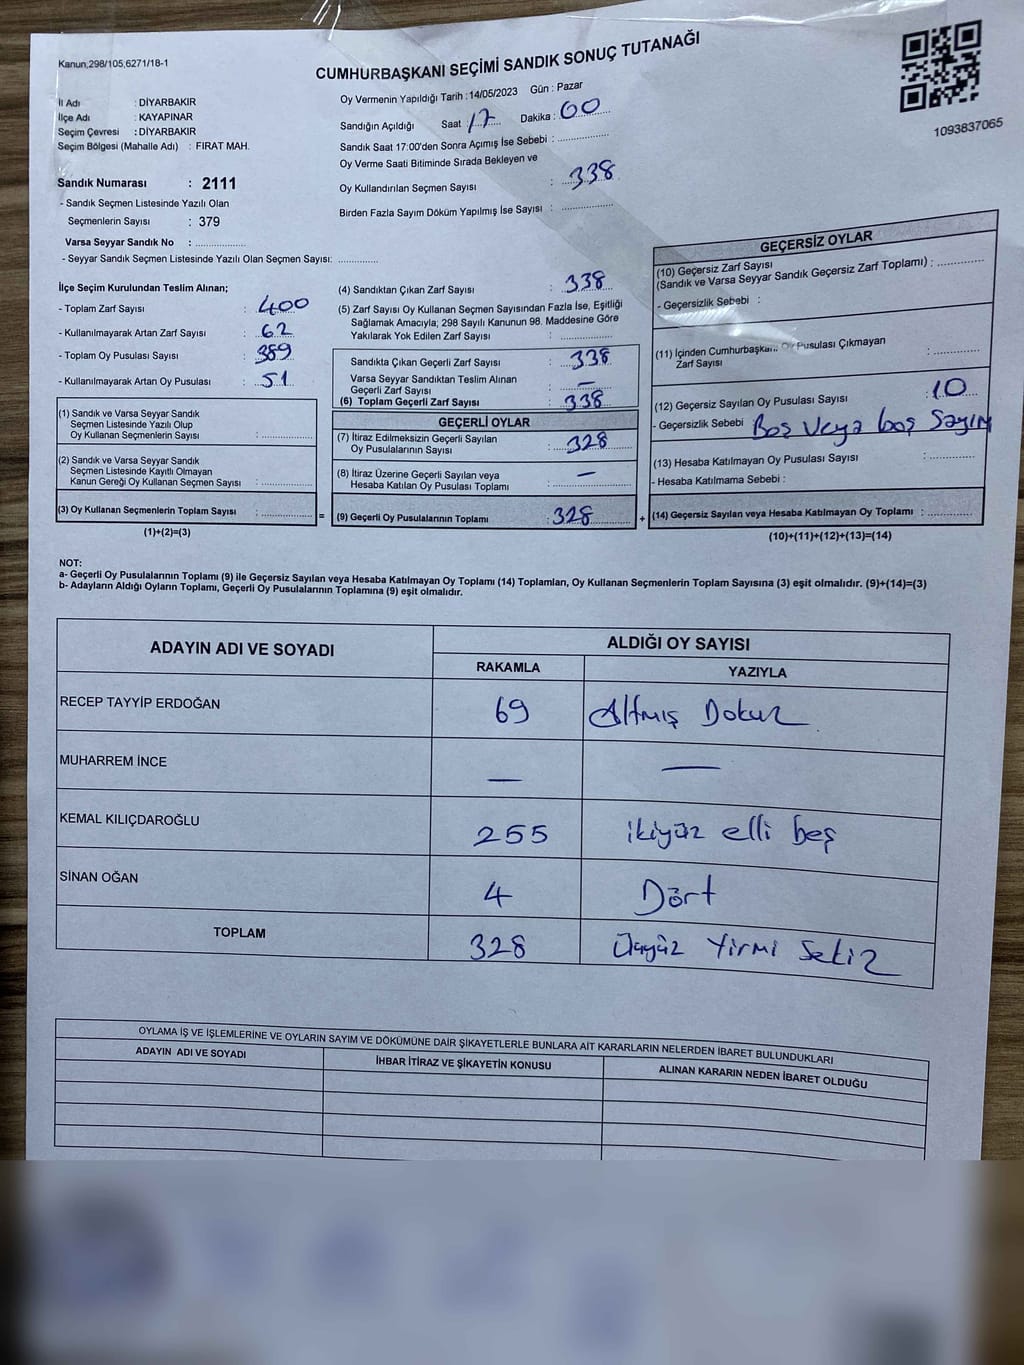 Kanun,298/105,6271/18-1
CUMHURBAŞKANI SEÇİMİ SANDIK SONUÇ TUTANAĞI
1093837065
İl Adı : DİYARBAKIR
İlçe Adı : KAYAPINAR
Seçim Çevresi : DİYARBAKIR
Seçim Bölgesi (Mahalle Adı) : FIRAT MAH.
Sandık Numarası : 2111
- Sandık Seçmen Listesinde Yazılı Olan
Seçmenlerin Sayısı : 379
Varsa Seyyar Sandık No : ................
- Seyyar Sandık Seçmen Listesinde Yazılı Olan Seçmen Sayısı: .............
Oy Vermenin Yapıldığı Tarih :14/05/2023 Gün : Pazar
Sandığın Açıldığı Saat : 17 Dakika : 00
Sandık Saat 17:00'den Sonra Açımış İse Sebebi : ................
Oy Verme Saati Bitiminde Sırada Bekleyen ve
Oy Kullandırılan Seçmen Sayısı : 338
Birden Fazla Sayım Döküm Yapılmış İse Sayısı : ................
İlçe Seçim Kurulundan Teslim Alınan;
- Toplam Zarf Sayısı : 400
- Kullanılmayarak Artan Zarf Sayısı : 62
- Toplam Oy Pusulası Sayısı : 389
- Kullanılmayarak Artan Oy Pusulası : 51
(1) Sandık ve Varsa Seyyar Sandık
Seçmen Listesinde Yazılı Olup
Oy Kullanan Seçmenlerin Sayısı : ................
(2) Sandık ve Varsa Seyyar Sandık
Seçmen Listesinde Kayıtlı Olmayan
Kanun Gereği Oy Kullanan Seçmen Sayısı : ................
(3) Oy Kullanan Seçmenlerin Toplam Sayısı : ................ =
(1)+(2)=(3)
(4) Sandıktan Çıkan Zarf Sayısı : 338
(5) Zarf Sayısı Oy Kullanan Seçmen Sayısından Fazla İse, Eşitliği
Sağlamak Amacıyla; 298 Sayılı Kanunun 98. Maddesine Göre
Yakılarak Yok Edilen Zarf Sayısı : ................
Sandıkta Çıkan Geçerli Zarf Sayısı : 338
Varsa Seyyar Sandıktan Teslim Alınan
Geçerli Zarf Sayısı : —
(6) Toplam Geçerli Zarf Sayısı : 338
GEÇERLİ OYLAR
(7) İtiraz Edilmeksizin Geçerli Sayılan
Oy Pusulalarının Sayısı : 328
(8) İtiraz Üzerine Geçerli Sayılan veya
Hesaba Katılan Oy Pusulası Toplamı : —
(9) Geçerli Oy Pusulalarının Toplamı : 328 +
GEÇERSİZ OYLAR
(10) Geçersiz Zarf Sayısı
(Sandık ve Varsa Seyyar Sandık Geçersiz Zarf Toplamı) : .............
- Geçersizlik Sebebi :
(11) İçinden Cumhurbaşkanı Oy Pusulası Çıkmayan
Zarf Sayısı : .............
(12) Geçersiz Sayılan Oy Pusulası Sayısı : 10
- Geçersizlik Sebebi Boş Veya boş Sayım
(13) Hesaba Katılmayan Oy Pusulası Sayısı : .............
- Hesaba Katılmama Sebebi :
(14) Geçersiz Sayılan veya Hesaba Katılmayan Oy Toplamı : .............
(10)+(11)+(12)+(13)=(14)
NOT:
a- Geçerli Oy Pusulalarının Toplamı (9) ile Geçersiz Sayılan veya Hesaba Katılmayan Oy Toplamı (14) Toplamları, Oy Kullanan Seçmenlerin Toplam Sayısına (3) eşit olmalıdır. (9)+(14)=(3)
b- Adayların Aldığı Oyların Toplamı, Geçerli Oy Pusulalarının Toplamına (9) eşit olmalıdır.
ADAYIN ADI VE SOYADI ALDIĞI OY SAYISI
RAKAMLA YAZIYLA
RECEP TAYYİP ERDOĞAN 69 Altmış Dokuz
MUHARREM İNCE — —
KEMAL KILIÇDAROĞLU 255 ikiyüz elli beş
SİNAN OĞAN 4 Dört
TOPLAM 328 Üçyüz Yirmi Sekiz
OYLAMA İŞ VE İŞLEMLERİNE VE OYLARIN SAYIM VE DÖKÜMÜNE DAİR ŞİKAYETLERLE BUNLARA AİT KARARLARIN NELERDEN İBARET BULUNDUKLARI
ADAYIN ADI VE SOYADI İHBAR İTİRAZ VE ŞİKAYETİN KONUSU ALINAN KARARIN NEDEN İBARET OLDUĞU